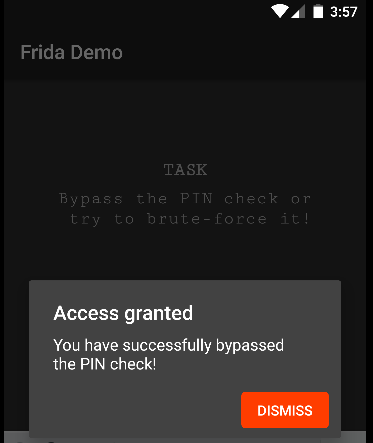 3:57
Frida Demo
TASK
Bypass the PIN check or
try to brute-force it!
Access granted
You have successfully bypassed
the PIN check!
DISMISS